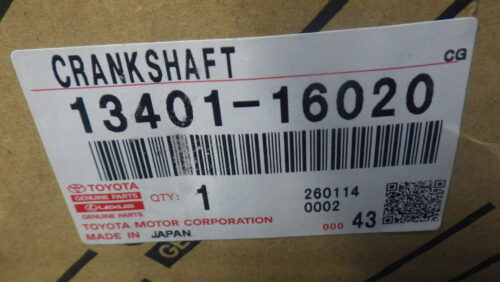 CRANKSHAFT
CG
13401-16020
TOYOTA
GENUINE PARTS
LEXUS
GENUINE PARTS
QTY: 1
260114
0002
TOYOTA MOTOR CORPORATION
000 43
MADE IN JAPAN